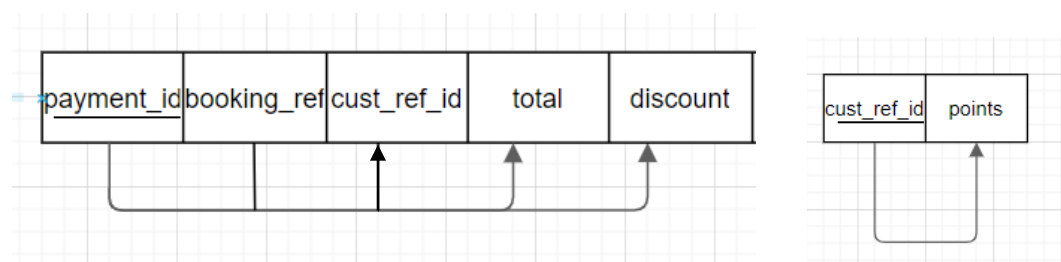 payment_id booking_ref cust_ref_id total discount
cust_ref_id points